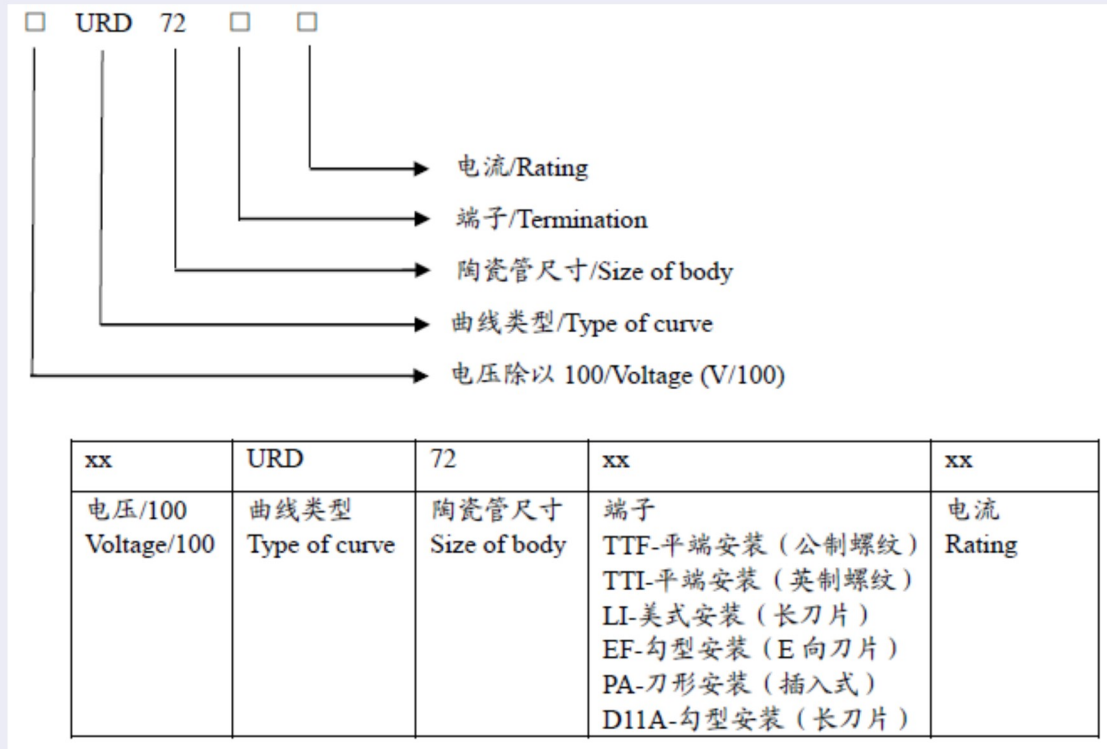 □ URD 72 □ □
电流/Rating
端子/Termination
陶瓷管尺寸/Size of body
曲线类型/Type of curve
电压除以 100/Voltage (V/100)
xx URD 72 xx xx
电压/100 曲线类型 陶瓷管尺寸 端子 电流
Voltage/100 Type of curve Size of body TTF-平端安装（公制螺纹） Rating
TTI-平端安装（英制螺纹）
LI-美式安装（长刀片）
EF-勾型安装（E 向刀片）
PA-刀形安装（插入式）
D11A-勾型安装（长刀片）